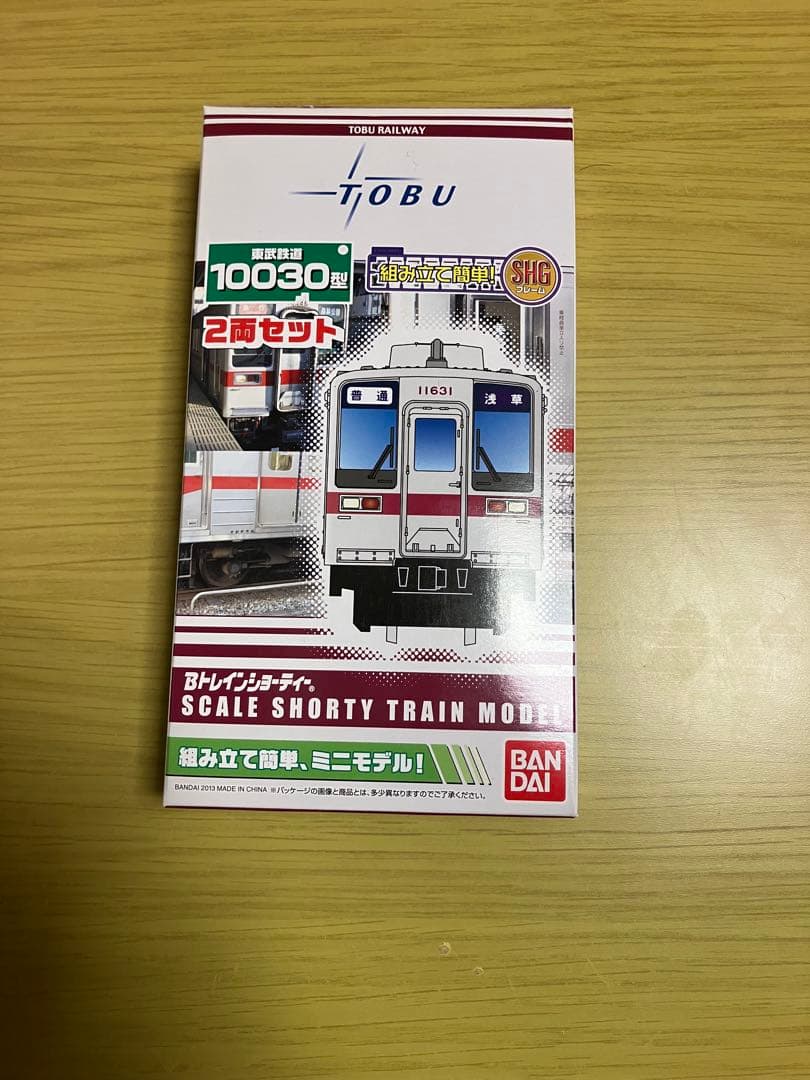 TOBU RAILWAY
TOBU
東武鉄道
10030型
組み立て簡単!
SHG
フレーム
2両セット
普通
11631
浅草
Bトレインショーティー®
SCALE SHORTY TRAIN MODEL
組み立て簡単、ミニモデル!
BAN
DAI
BANDAI 2013 MADE IN CHINA ※パッケージの画像と商品とは、多少異なりますのでご了承ください。